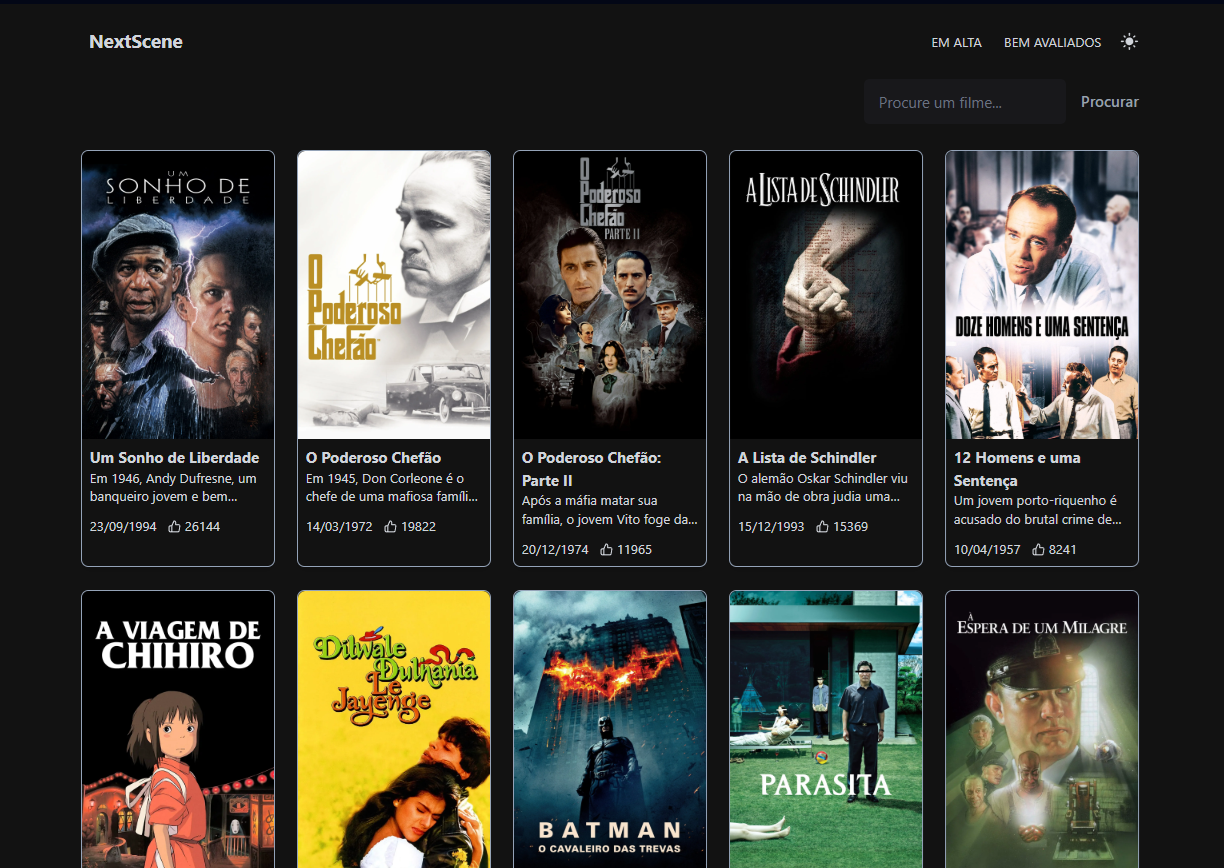 NextScene
EM ALTA BEM AVALIADOS
Procure um filme...
Procurar
UM
SONHO DE
LIBERDADE
O
Poderoso
Chefão
O
Poderoso
Chefão
PARTE II
A LISTA DE SCHINDLER
DOZE HOMENS E UMA SENTENÇA
Um Sonho de Liberdade
Em 1946, Andy Dufresne, um
banqueiro jovem e bem...
23/09/1994 26144
O Poderoso Chefão
Em 1945, Don Corleone é o
chefe de uma mafiosa famíli...
14/03/1972 19822
O Poderoso Chefão:
Parte II
Após a máfia matar sua
família, o jovem Vito foge da...
20/12/1974 11965
A Lista de Schindler
O alemão Oskar Schindler viu
na mão de obra judia uma...
15/12/1993 15369
12 Homens e uma
Sentença
Um jovem porto-riquenho é
acusado do brutal crime de...
10/04/1957 8241
A VIAGEM DE
CHIHIRO
Dilwale
Dulhania
Le
Jayenge
BATMAN
O CAVALEIRO DAS TREVAS
PARASITA
À
ESPERA DE UM MILAGRE